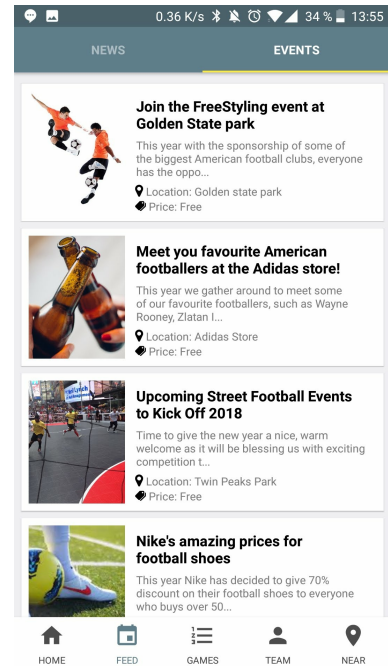 0.36 K/s 34 % 13:55
NEWS EVENTS
Join the FreeStyling event at
Golden State park
This year with the sponsorship of some of
the biggest American football clubs, everyone
has the oppo...
Location: Golden state park
Price: Free
Meet you favourite American
footballers at the Adidas store!
This year we gather around to meet some
of our favourite footballers, such as Wayne
Rooney, Zlatan I...
Location: Adidas Store
Price: Free
Upcoming Street Football Events
to Kick Off 2018
Time to give the new year a nice, warm
welcome as it will be blessing us with exciting
competition t...
Location: Twin Peaks Park
Price: Free
Nike's amazing prices for
football shoes
This year Nike has decided to give 70%
discount on their football shoes to everyone
who buys over 50...
HOME FEED GAMES TEAM NEAR